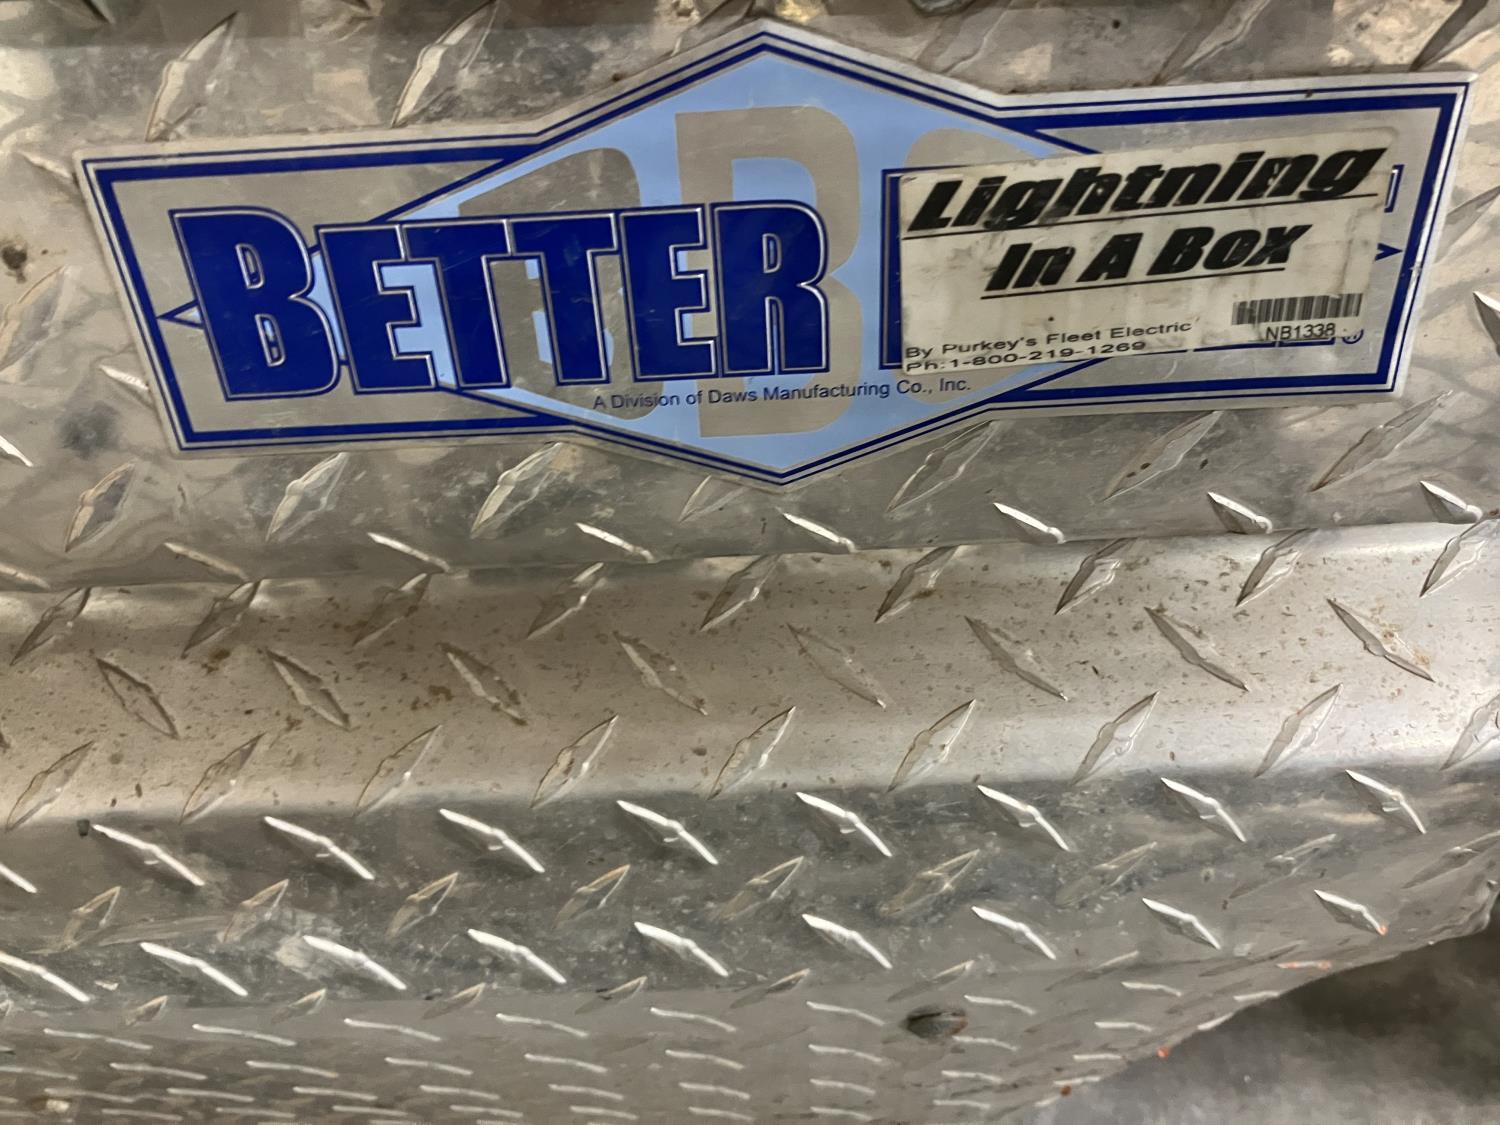 BETTER
Lightning
In A Box
By Purkey's Fleet Electric
Ph:1-800-219-1269
NB1338
A Division of Daws Manufacturing Co., Inc.